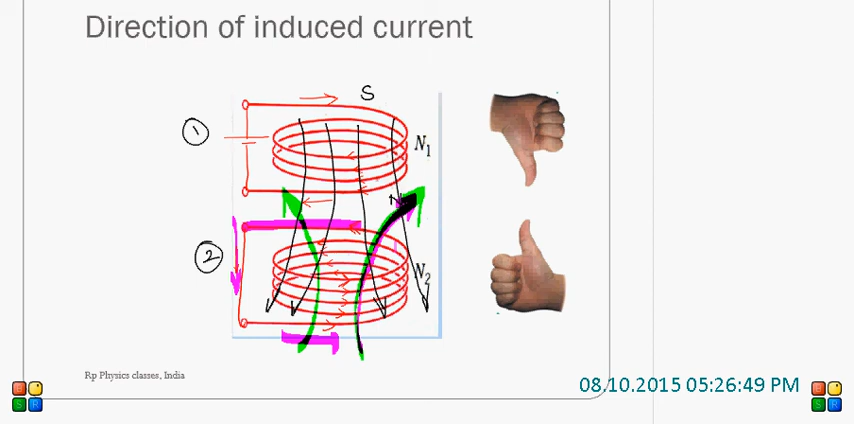 Direction of induced current
S
1
N1
N
2
N2
Rp Physics classes, India
08.10.2015 05:26:49 PM
B
S R
B
S R